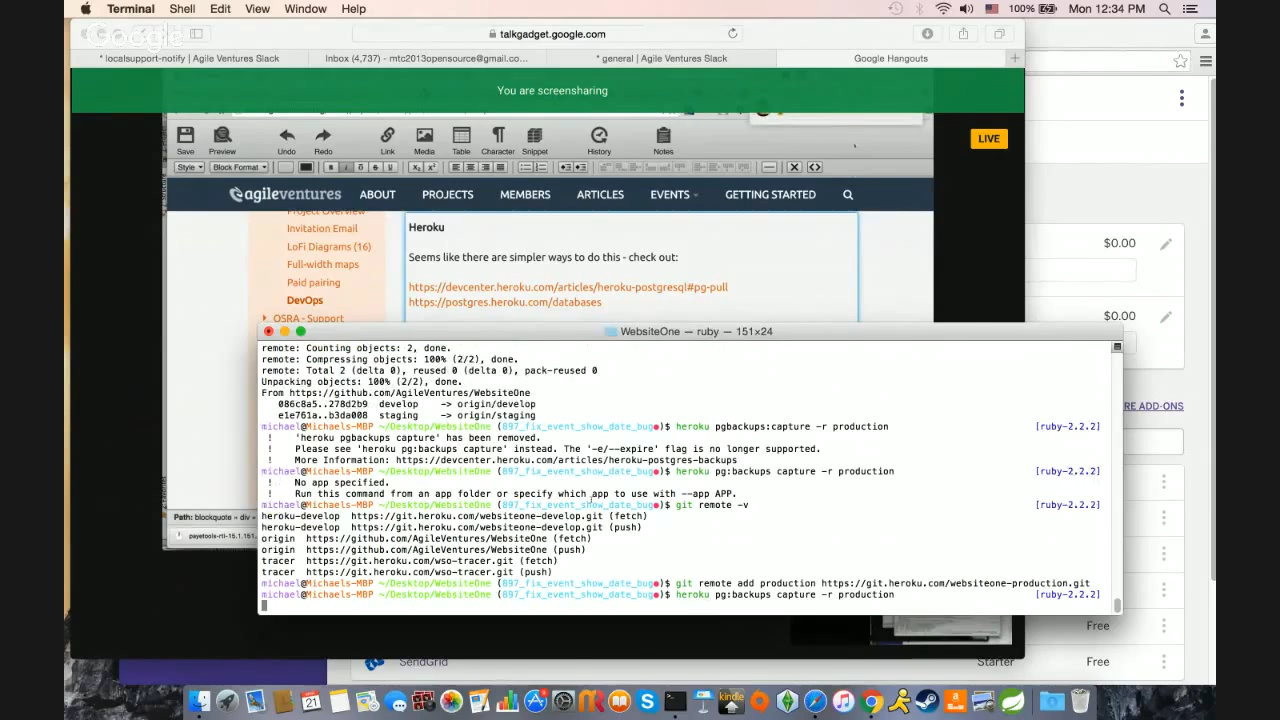 Terminal Shell Edit View Window Help
100% Mon 12:34 PM
Google
talkgadget.google.com
* localsupport-notify | Agile Ventures Slack
Inbox (4,737) - mtc2013opensource@gmail.co...
* general | Agile Ventures Slack
Google Hangouts
You are screensharing
LIVE
Save Preview Undo Redo Link Media Table Character Snippet History Notes
Style Block Format
agileventures ABOUT PROJECTS MEMBERS ARTICLES EVENTS GETTING STARTED
Project Overview
Invitation Email
LoFi Diagrams (16)
Full-width maps
Paid pairing
DevOps
OSRA - Support
Heroku
Seems like there are simpler ways to do this - check out:
https://devcenter.heroku.com/articles/heroku-postgresql#pg-pull
https://postgres.heroku.com/databases
$0.00
$0.00
RE ADD-ONS
Path: blockquote » div »
payetools-rti-15.1.151
WebsiteOne — ruby — 151×24
remote: Counting objects: 2, done.
remote: Compressing objects: 100% (2/2), done.
remote: Total 2 (delta 0), reused 0 (delta 0), pack-reused 0
Unpacking objects: 100% (2/2), done.
From https://github.com/AgileVentures/WebsiteOne
086c8a5..278d2b9 develop -> origin/develop
e1e761a..b3da008 staging -> origin/staging
michael@Michaels-MBP ~/Desktop/WebsiteOne (897_fix_event_show_date_bug●)$ heroku pgbackups:capture -r production [ruby-2.2.2]
! 'heroku pgbackups capture' has been removed.
! Please see 'heroku pg:backups capture' instead. The '-e/--expire' flag is no longer supported.
! More Information: https://devcenter.heroku.com/articles/heroku-postgres-backups
michael@Michaels-MBP ~/Desktop/WebsiteOne (897_fix_event_show_date_bug●)$ heroku pg:backups capture -r production [ruby-2.2.2]
! No app specified.
! Run this command from an app folder or specify which app to use with --app APP.
michael@Michaels-MBP ~/Desktop/WebsiteOne (897_fix_event_show_date_bug●)$ git remote -v [ruby-2.2.2]
heroku-develop https://git.heroku.com/websiteone-develop.git (fetch)
heroku-develop https://git.heroku.com/websiteone-develop.git (push)
origin https://github.com/AgileVentures/WebsiteOne (fetch)
origin https://github.com/AgileVentures/WebsiteOne (push)
tracer https://git.heroku.com/wso-tracer.git (fetch)
tracer https://git.heroku.com/wso-tracer.git (push)
michael@Michaels-MBP ~/Desktop/WebsiteOne (897_fix_event_show_date_bug●)$ git remote add production https://git.heroku.com/websiteone-production.git
michael@Michaels-MBP ~/Desktop/WebsiteOne (897_fix_event_show_date_bug●)$ heroku pg:backups capture -r production [ruby-2.2.2]
Free
SendGrid Starter Free